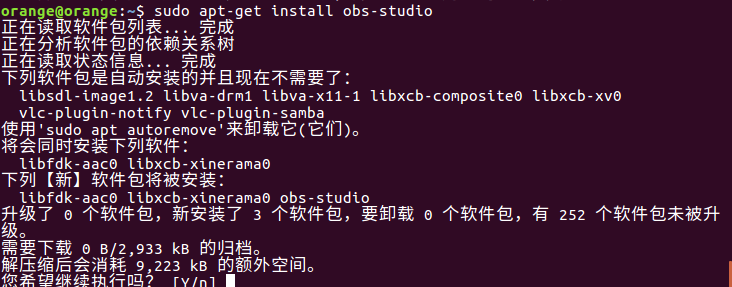 orange@orange:~$ sudo apt-get install obs-studio
正在读取软件包列表... 完成
正在分析软件包的依赖关系树
正在读取状态信息... 完成
下列软件包是自动安装的并且现在不需要了：
  libsdl-image1.2 libva-drm1 libva-x11-1 libxcb-composite0 libxcb-xv0
  vlc-plugin-notify vlc-plugin-samba
使用'sudo apt autoremove'来卸载它(它们)。
将会同时安装下列软件：
  libfdk-aac0 libxcb-xinerama0
下列【新】软件包将被安装：
  libfdk-aac0 libxcb-xinerama0 obs-studio
升级了 0 个软件包，新安装了 3 个软件包，要卸载 0 个软件包，有 252 个软件包未被升
级。
需要下载 0 B/2,933 kB 的归档。
解压缩后会消耗 9,223 kB 的额外空间。
您希望继续执行吗？ [Y/n]